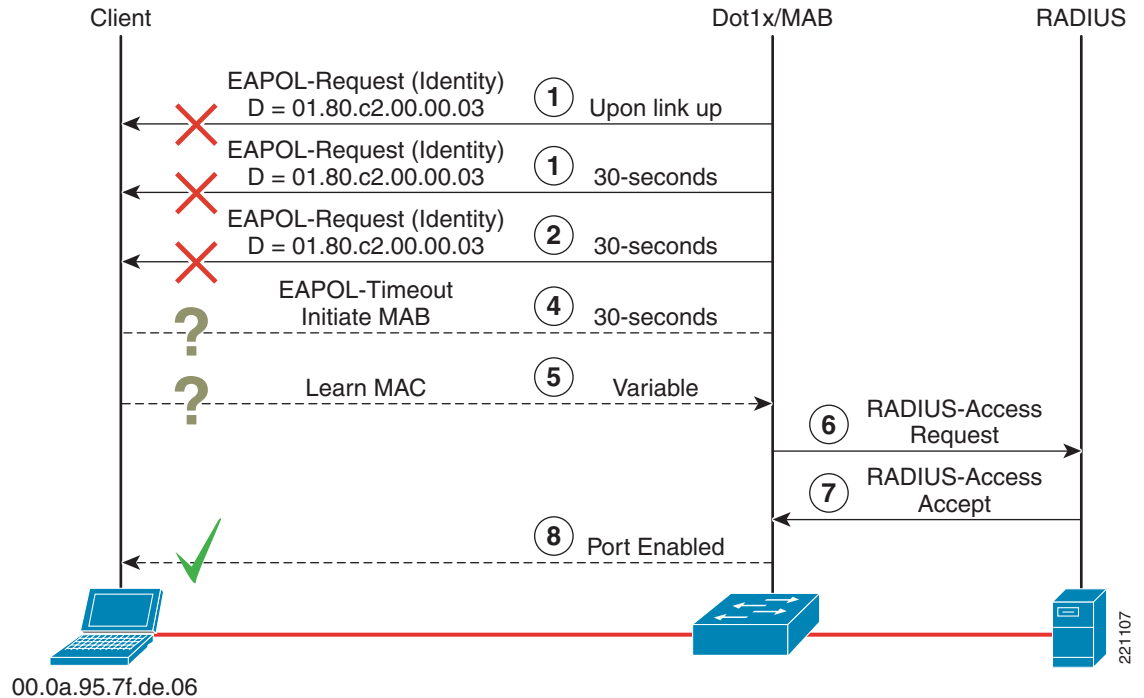 Client
Dot1x/MAB
RADIUS
EAPOL-Request (Identity)
D = 01.80.c2.00.00.03
1
Upon link up
EAPOL-Request (Identity)
D = 01.80.c2.00.00.03
1
30-seconds
EAPOL-Request (Identity)
D = 01.80.c2.00.00.03
2
30-seconds
EAPOL-Timeout
Initiate MAB
4
30-seconds
?
Learn MAC
5
Variable
?
6
RADIUS-Access
Request
7
RADIUS-Access
Accept
8
Port Enabled
221107
00.0a.95.7f.de.06